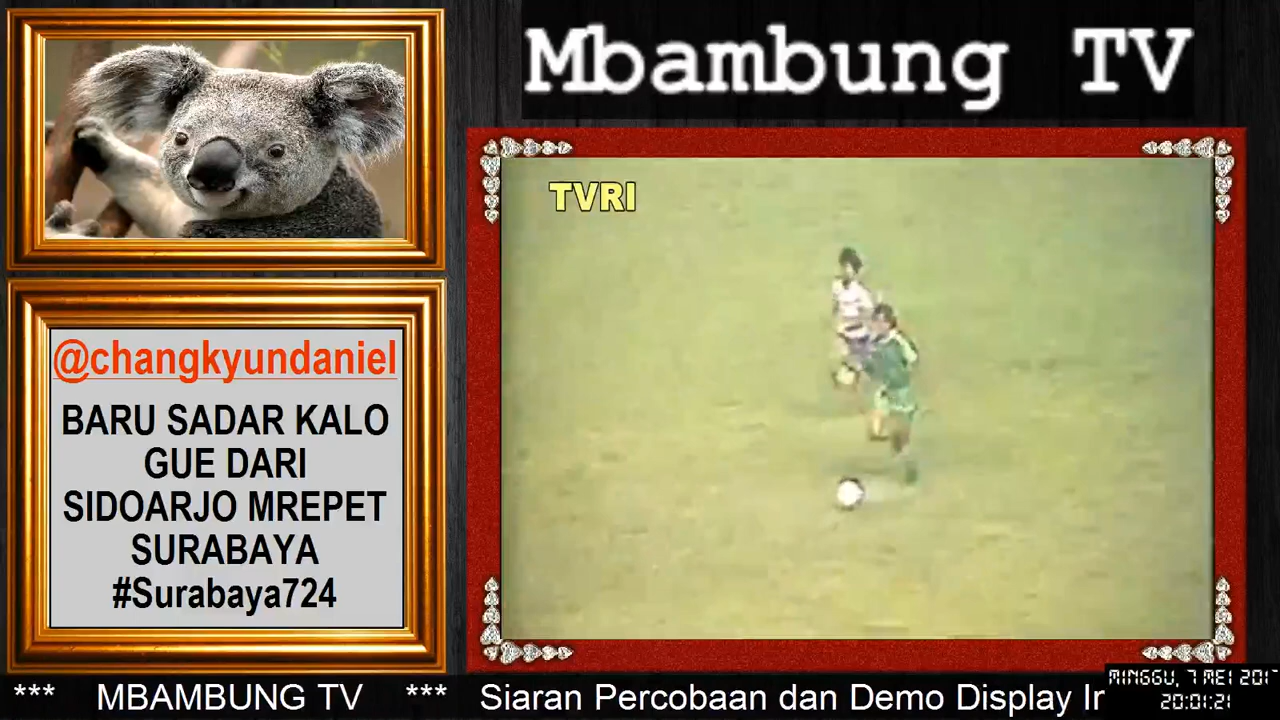 Mbambung TV
TVRI
@changkyundaniel
BARU SADAR KALO
GUE DARI
SIDOARJO MREPET
SURABAYA
#Surabaya724
*** MBAMBUNG TV *** Siaran Percobaan dan Demo Display Ir
MINGGU, 7 MEI 2017
20:01:21